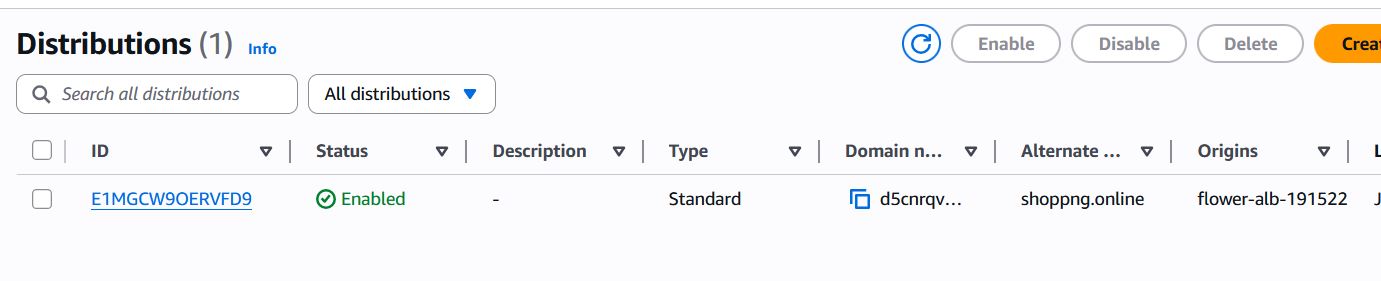 Distributions (1) Info
Enable Disable Delete Crea
Search all distributions All distributions
ID Status Description Type Domain n... Alternate ... Origins L
E1MGCW9OERVFD9 Enabled - Standard d5cnrqv... shoppng.online flower-alb-191522 J